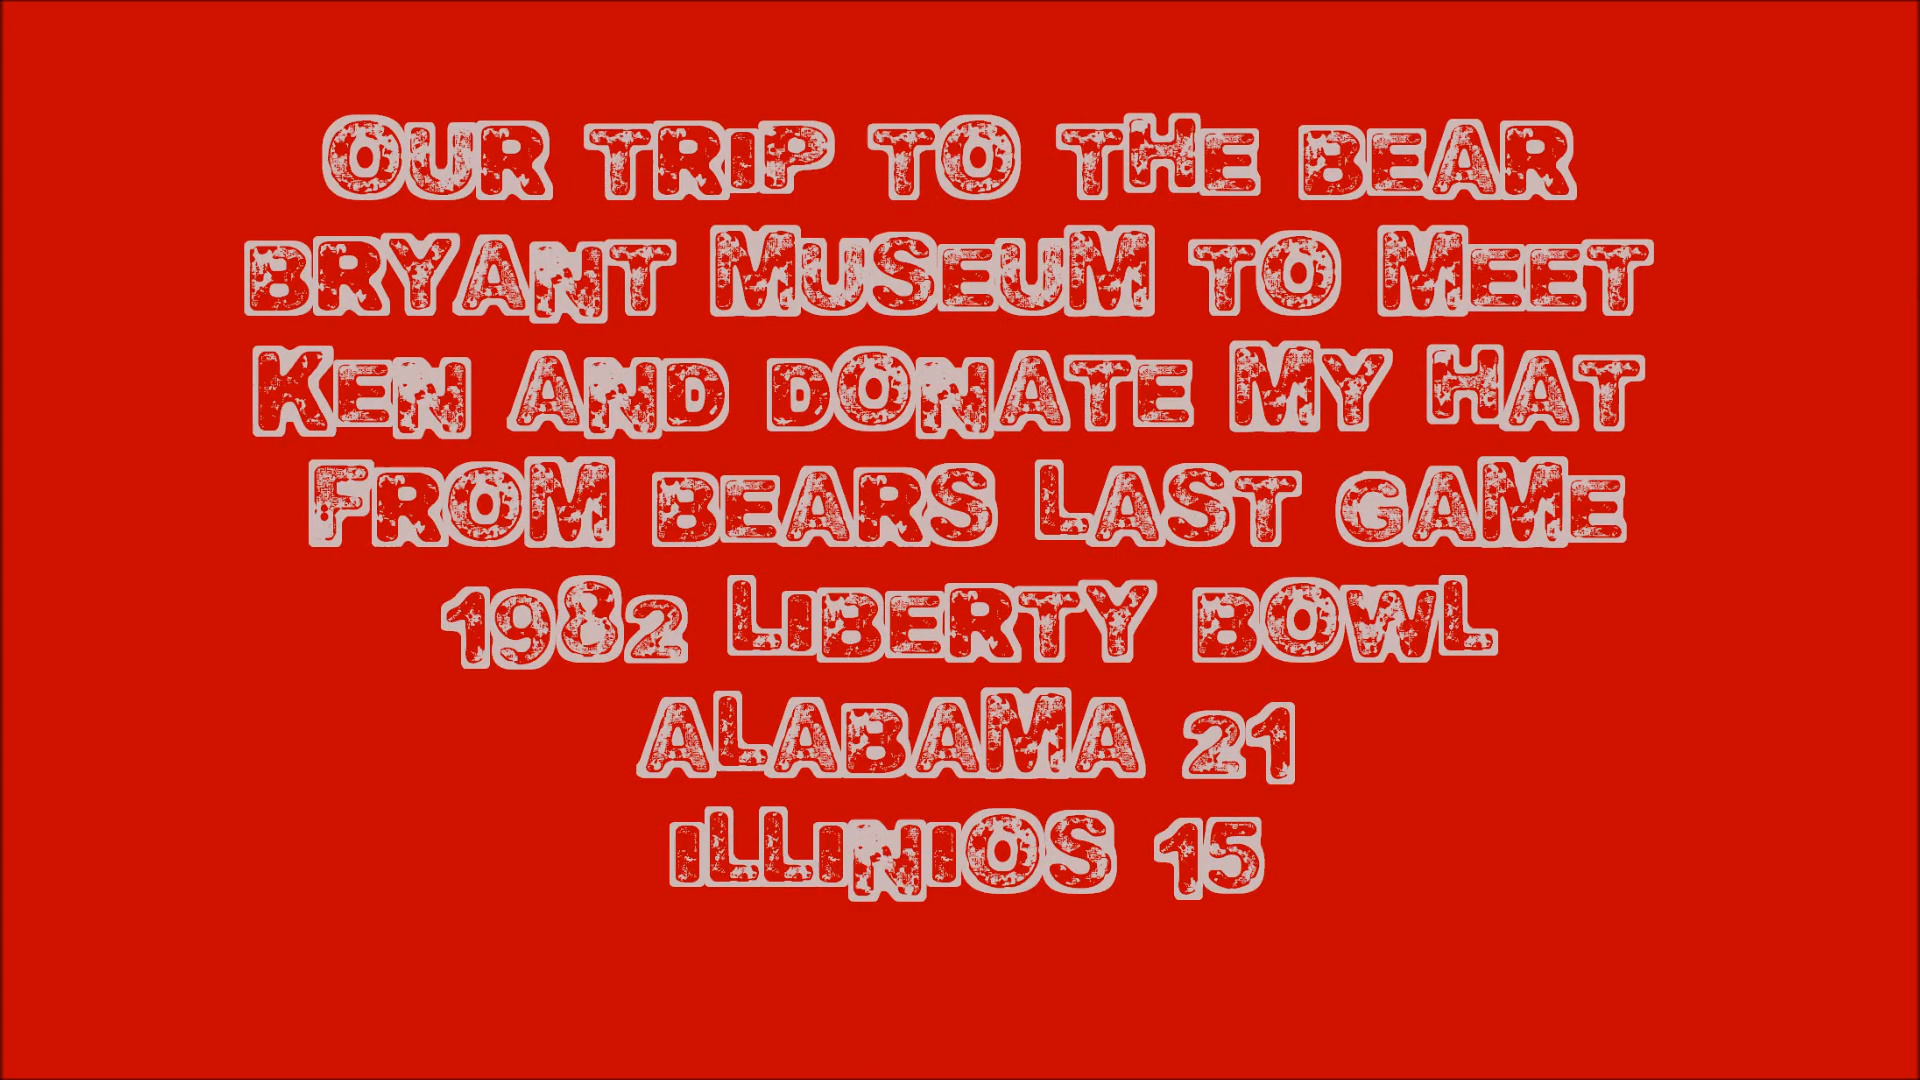 Our trip to the Bear
Bryant Museum to Meet
Ken and donate My Hat
From Bears Last game
1982 Liberty Bowl
Alabama 21
Illinios 15